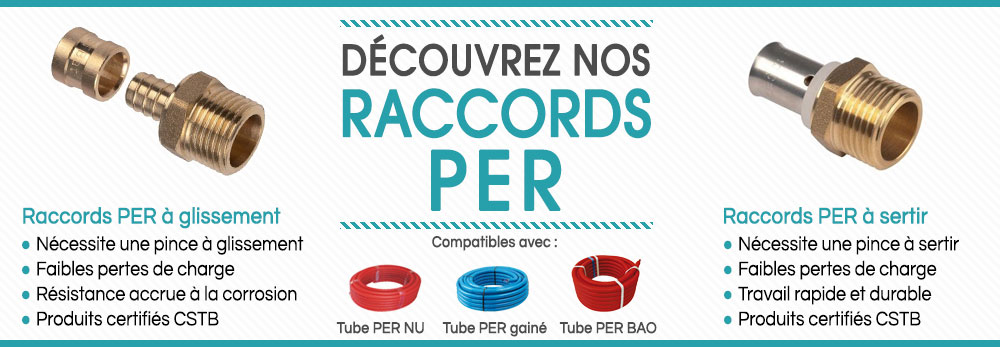 DÉCOUVREZ NOS
RACCORDS
PER
Raccords PER à glissement
• Nécessite une pince à glissement
• Faibles pertes de charge
• Résistance accrue à la corrosion
• Produits certifiés CSTB
Compatibles avec :
Tube PER NU
Tube PER gainé
Tube PER BAO
Raccords PER à sertir
• Nécessite une pince à sertir
• Faibles pertes de charge
• Travail rapide et durable
• Produits certifiés CSTB